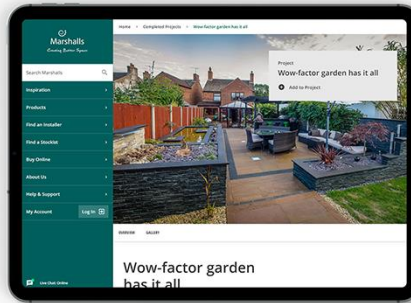 Marshalls
Creating Better Spaces
Search Marshalls
Inspiration
Products
Find an Installer
Find a Stockist
Buy Online
About Us
Help & Support
My Account
Log In
Live Chat: Online
Home > Completed Projects > Wow-factor garden has it all
Project
Wow-factor garden has it all
Add to Project
OVERVIEW GALLERY
Wow-factor garden
has it all